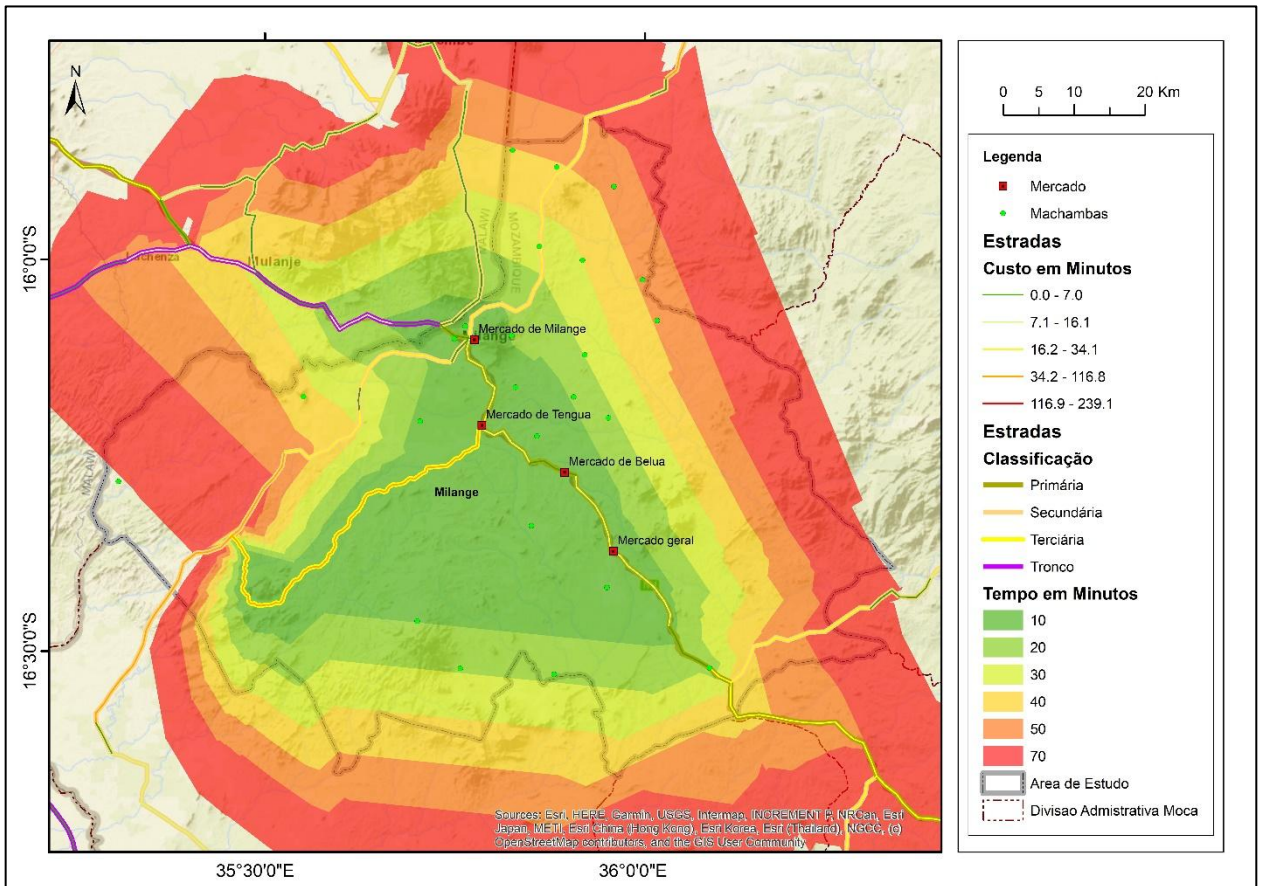 N
Mulanje
MALAWI
MOZAMBIQUE
Mercado de Milange
Mercado de Tengua
Mercado de Belua
Milange
Mercado geral
MALAWI
Sources: Esri, HERE, Garmin, USGS, Intermap, INCREMENT P, NRCan, Esri
Japan, METI, Esri China (Hong Kong), Esri Korea, Esri (Thailand), NGCC, (c)
OpenStreetMap contributors, and the GIS User Community
16°0'0"S
16°30'0"S
35°30'0"E
36°0'0"E
0 5 10 20 Km
Legenda
Mercado
Machambas
Estradas
Custo em Minutos
0.0 - 7.0
7.1 - 16.1
16.2 - 34.1
34.2 - 116.8
116.9 - 239.1
Estradas
Classificação
Primária
Secundária
Terciária
Tronco
Tempo em Minutos
10
20
30
40
50
70
Area de Estudo
Divisao Admistrativa Moca